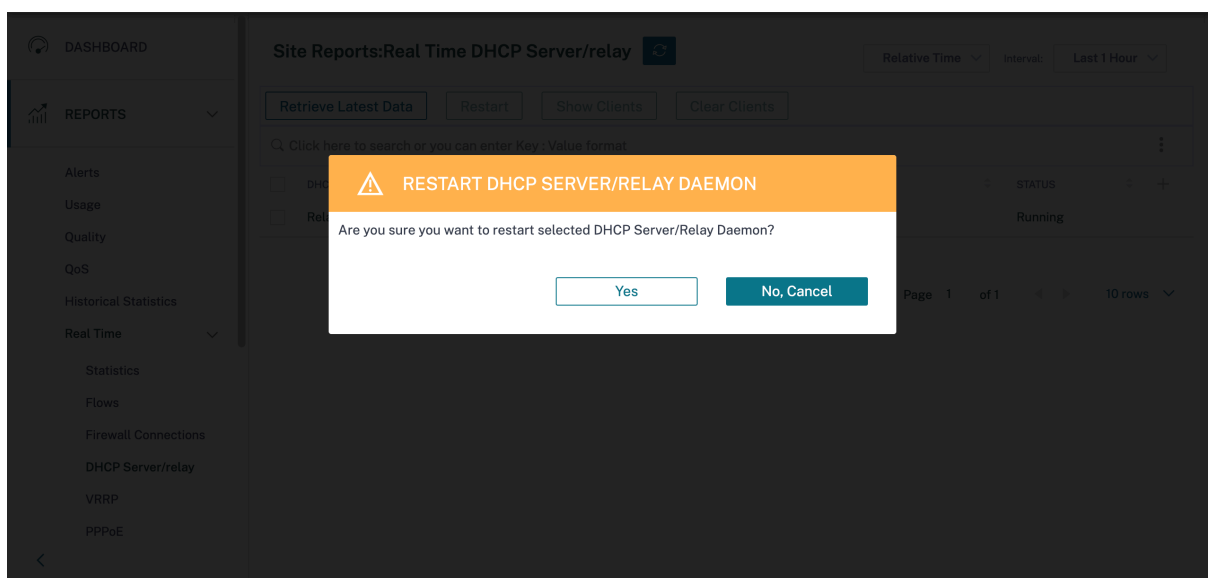 DASHBOARD
Site Reports:Real Time DHCP Server/relay
Relative Time
Interval:
Last 1 Hour
REPORTS
Retrieve Latest Data
Restart
Show Clients
Clear Clients
Click here to search or you can enter Key : Value format
RESTART DHCP SERVER/RELAY DAEMON
STATUS
Running
Are you sure you want to restart selected DHCP Server/Relay Daemon?
Yes
No, Cancel
Page 1 of 1
10 rows
Alerts
Usage
Quality
QoS
Historical Statistics
Real Time
Statistics
Flows
Firewall Connections
DHCP Server/relay
VRRP
PPPoE